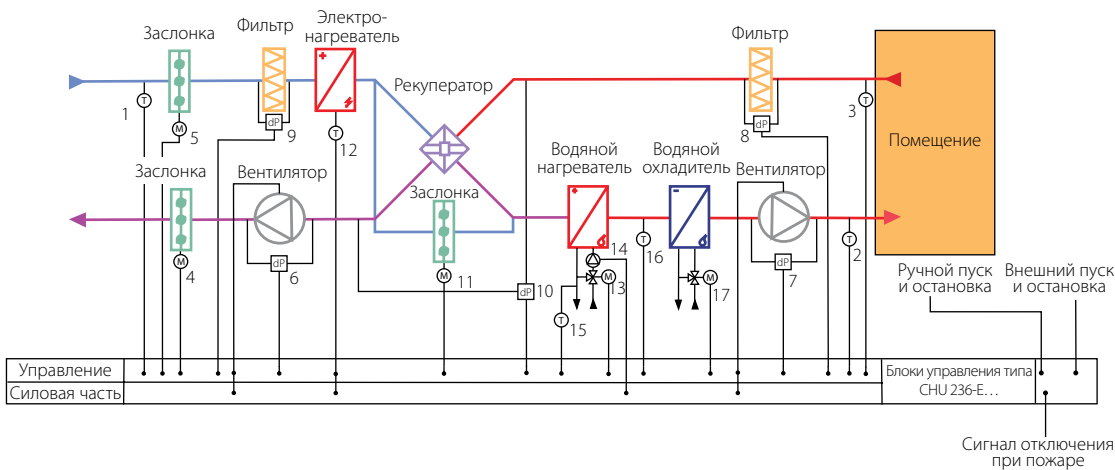 Заслонка
Фильтр
Электро-
нагреватель
Рекуператор
Фильтр
Помещение
1
T
5
M
9
dP
12
T
8
dP
3
T
Заслонка
Вентилятор
Заслонка
Водяной
нагреватель
Водяной
охладитель
Вентилятор
4
M
6
dP
11
M
10
dP
14
13
M
15
T
16
T
17
M
7
dP
2
T
Ручной пуск
и остановка
Внешний пуск
и остановка
Управление
Силовая часть
Блоки управления типа
CHU 236-E…
Сигнал отключения
при пожаре